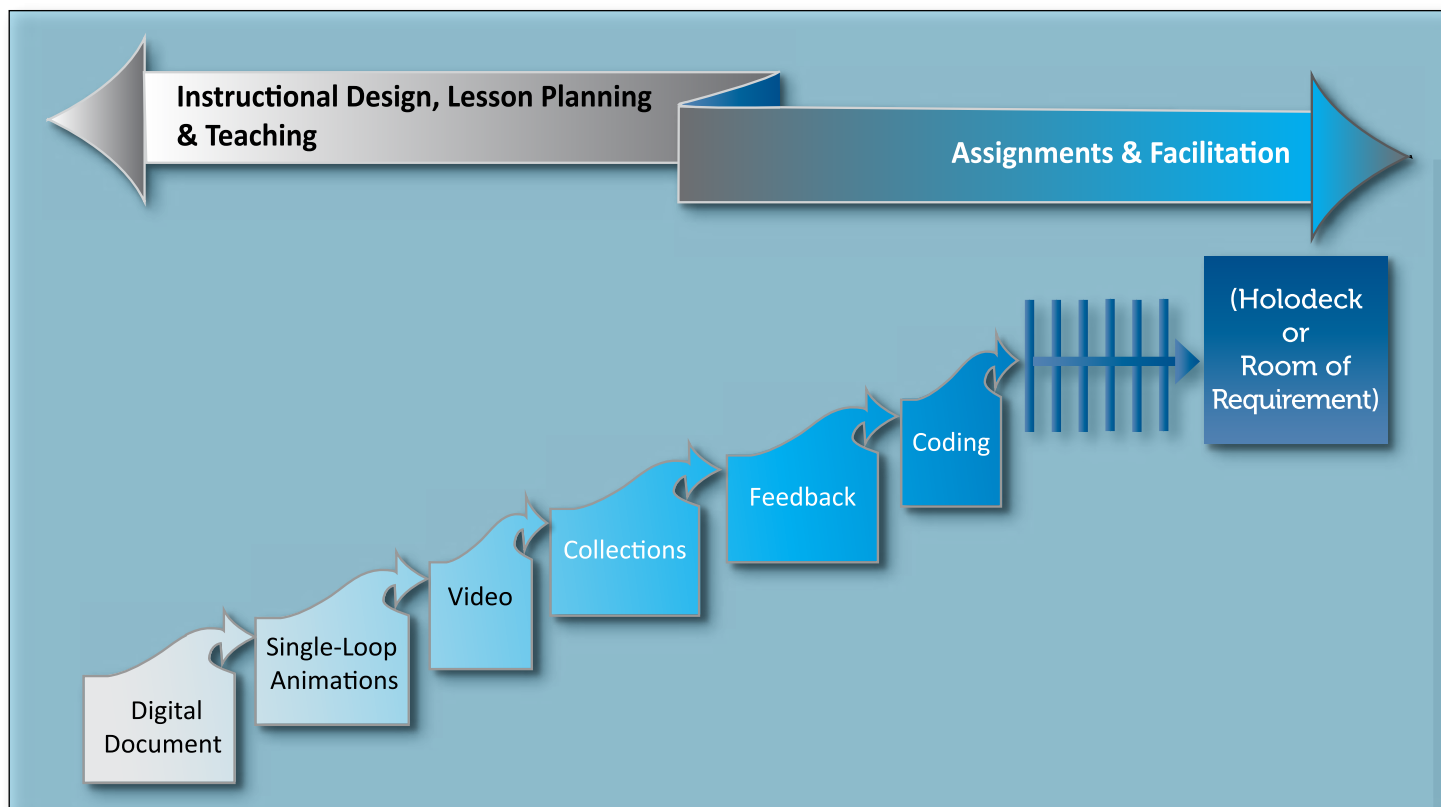 Instructional Design, Lesson Planning
& Teaching
Assignments & Facilitation
(Holodeck
or
Room of
Requirement)
Coding
Feedback
Collections
Video
Single-Loop
Animations
Digital
Document